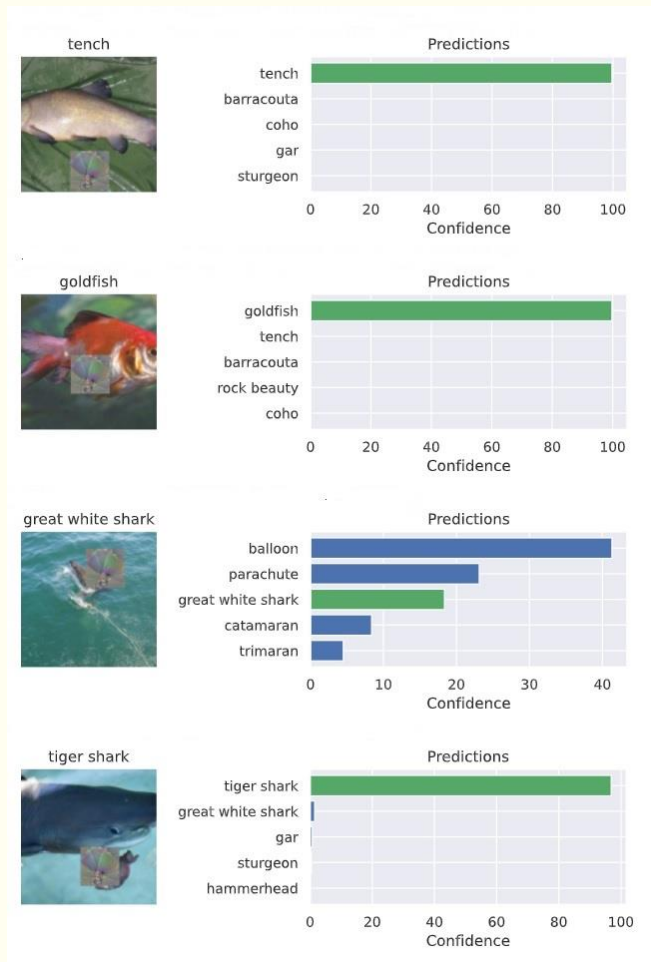 tench
Predictions
tench
barracouta
coho
gar
sturgeon
0 20 40 60 80 100
Confidence
goldfish
Predictions
goldfish
tench
barracouta
rock beauty
coho
0 20 40 60 80 100
Confidence
great white shark
Predictions
balloon
parachute
great white shark
catamaran
trimaran
0 10 20 30 40
Confidence
tiger shark
Predictions
tiger shark
great white shark
gar
sturgeon
hammerhead
0 20 40 60 80 100
Confidence